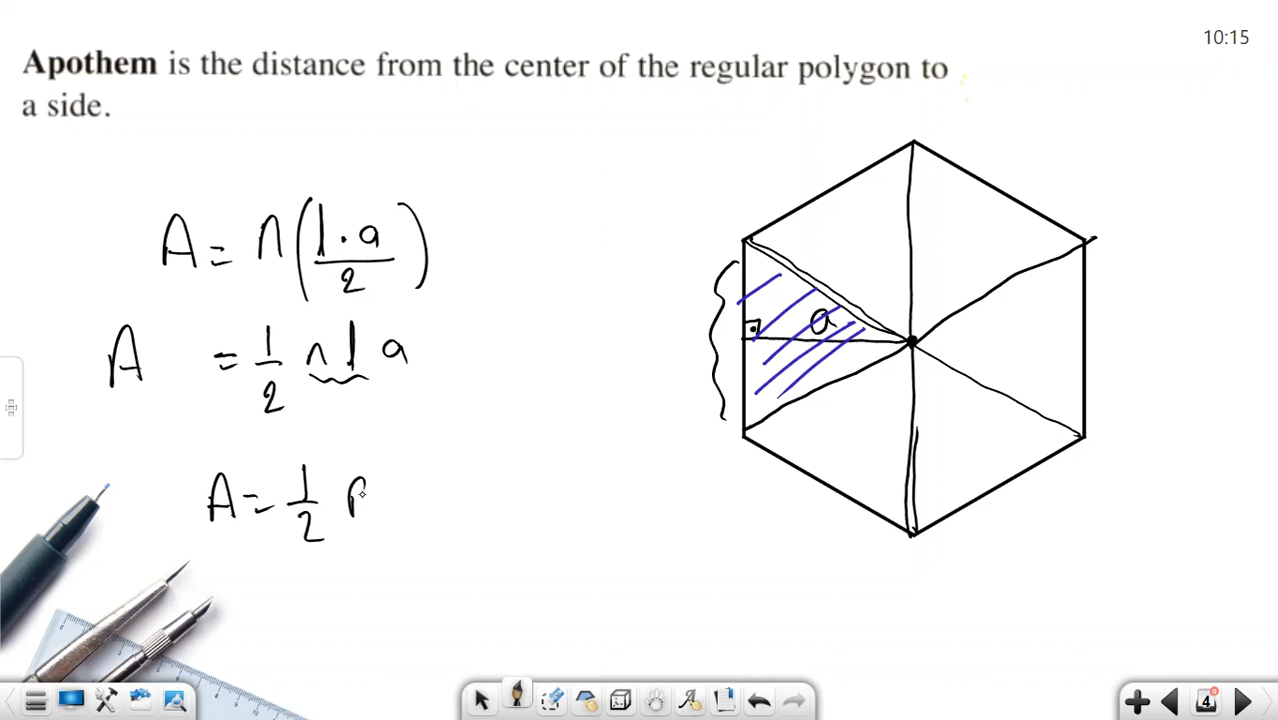 10:15
Apothem is the distance from the center of the regular polygon to
a side.
A = n(l·a/2)
A = 1/2 n l a
A = 1/2 P
a
4